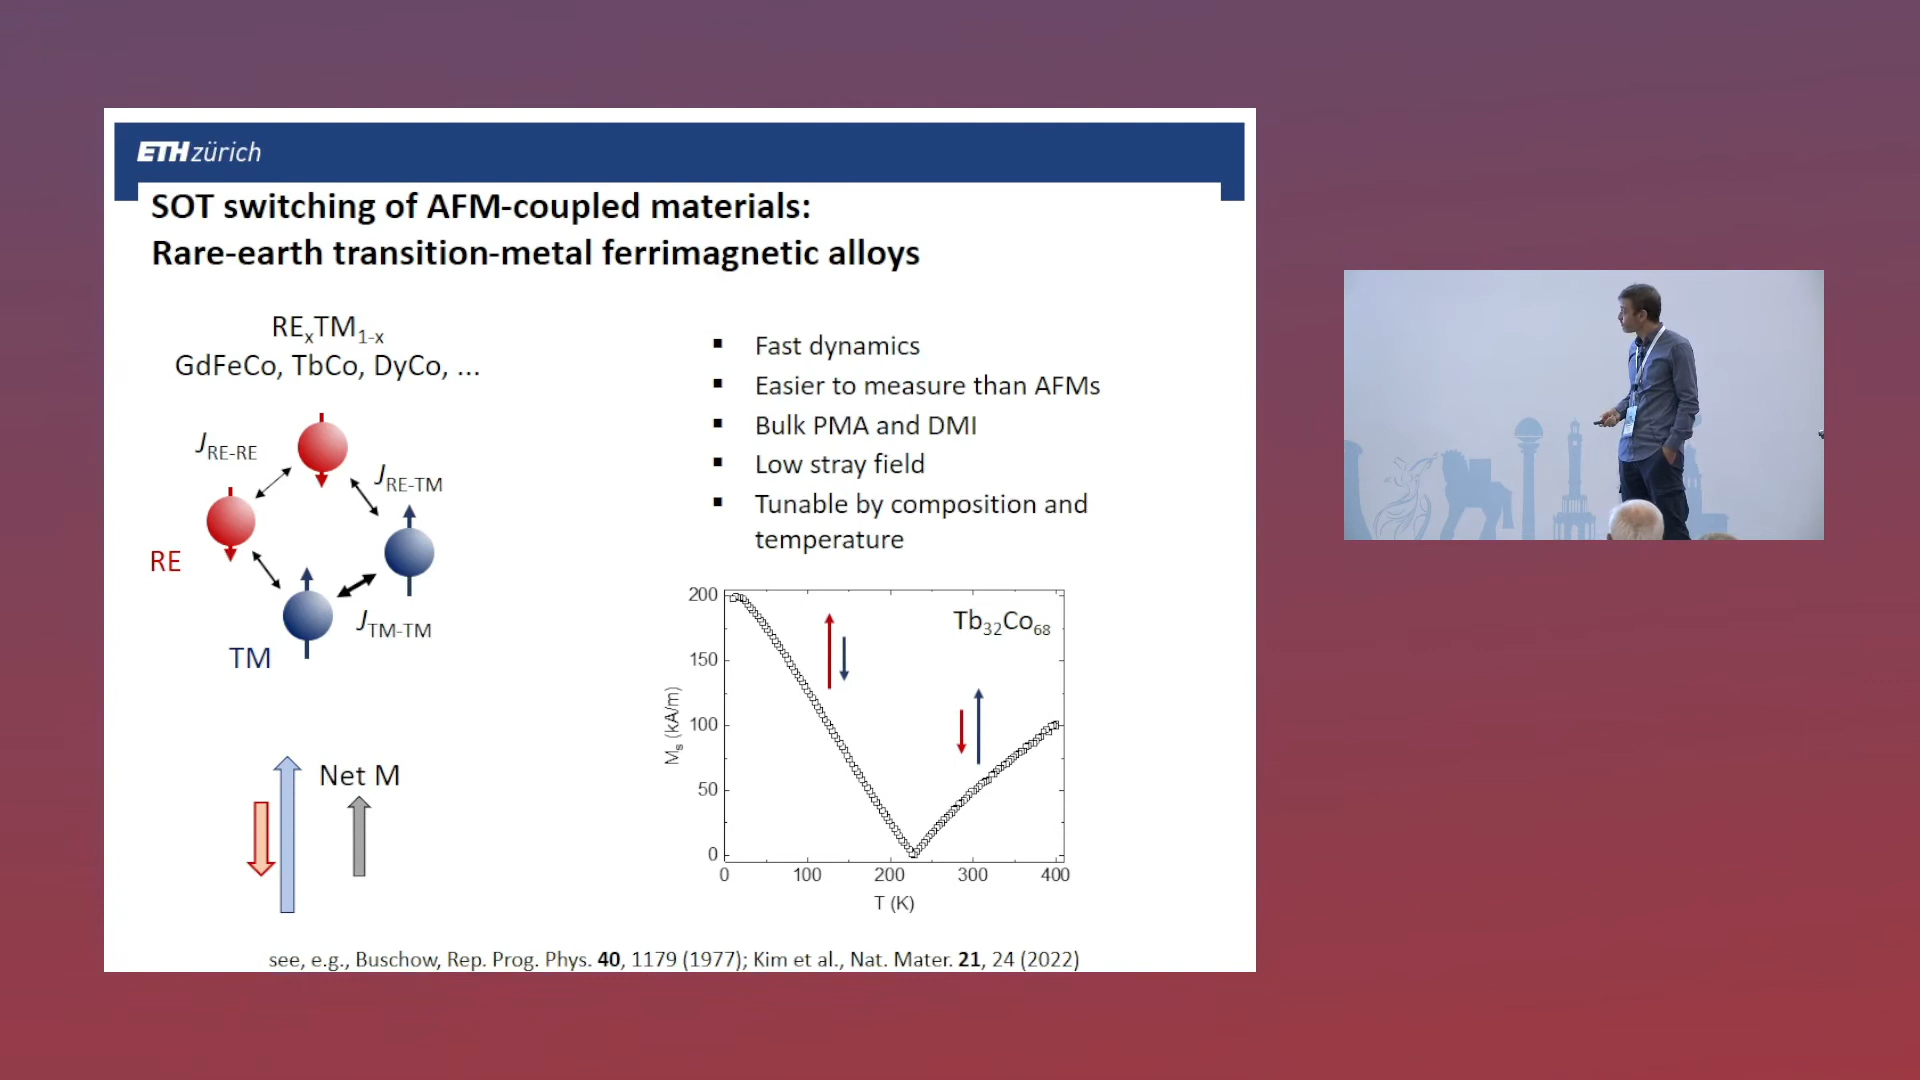 ETH zürich
SOT switching of AFM-coupled materials:
Rare-earth transition-metal ferrimagnetic alloys
RExTM1-x
GdFeCo, TbCo, DyCo, ...
JRE-RE
JRE-TM
RE
JTM-TM
TM
Net M
▪ Fast dynamics
▪ Easier to measure than AFMs
▪ Bulk PMA and DMI
▪ Low stray field
▪ Tunable by composition and
temperature
Tb32Co68
Ms (kA/m)
200
150
100
50
0
0 100 200 300 400
T (K)
see, e.g., Buschow, Rep. Prog. Phys. 40, 1179 (1977); Kim et al., Nat. Mater. 21, 24 (2022)